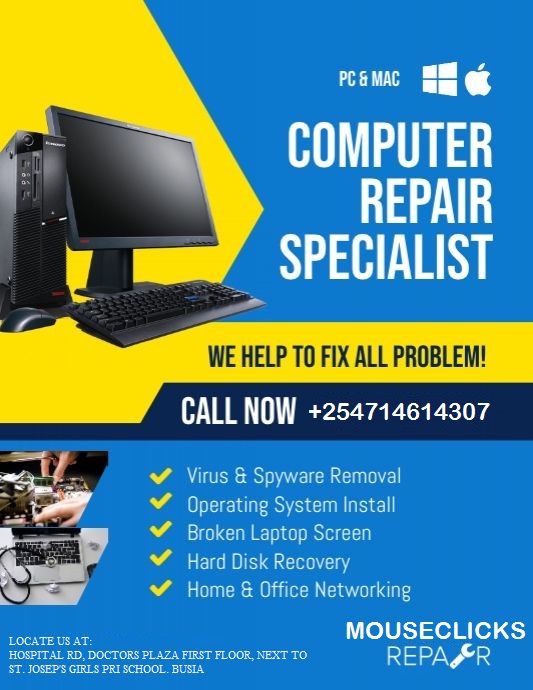 PC & MAC
COMPUTER
REPAIR
SPECIALIST
WE HELP TO FIX ALL PROBLEM!
CALL NOW +254714614307
Virus & Spyware Removal
Operating System Install
Broken Laptop Screen
Hard Disk Recovery
Home & Office Networking
MOUSECLICKS
REPAIR
LOCATE US AT:
HOSPITAL RD, DOCTORS PLAZA FIRST FLOOR, NEXT TO
ST. JOSEP'S GIRLS PRI SCHOOL. BUSIA